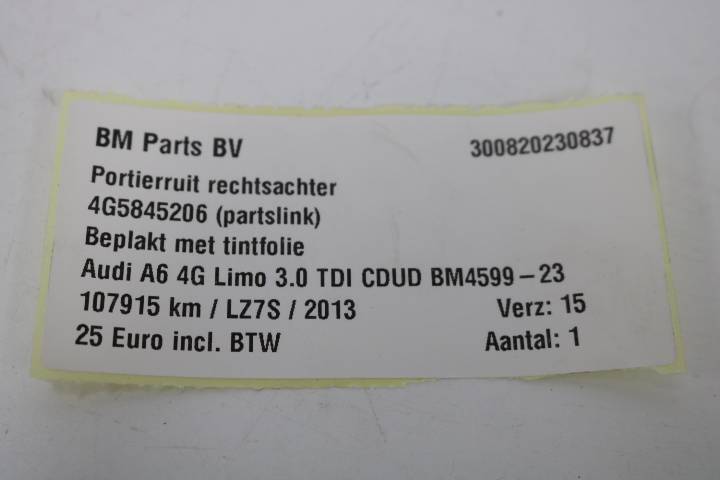 BM Parts BV 300820230837
Portierruit rechtsachter
4G5845206 (partslink)
Beplakt met tintfolie
Audi A6 4G Limo 3.0 TDI CDUD BM4599-23
107915 km / LZ7S / 2013 Verz: 15
25 Euro incl. BTW Aantal: 1